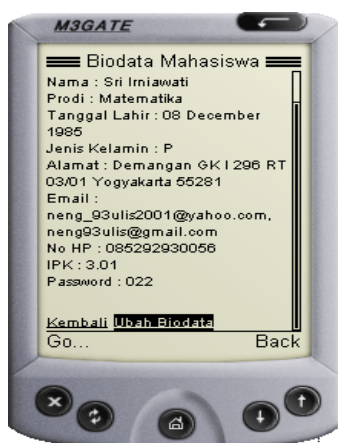 M3GATE
Biodata Mahasiswa
Nama : Sri Irniawati
Prodi : Matematika
Tanggal Lahir : 08 December
1985
Jenis Kelamin : P
Alamat : Demangan GK I 296 RT
03/01 Yogyakarta 55281
Email :
neng_93ulis2001@yahoo.com,
neng93ulis@gmail.com
No HP : 085292930056
IPK : 3.01
Password : 022
Kembali Ubah Biodata
Go... Back